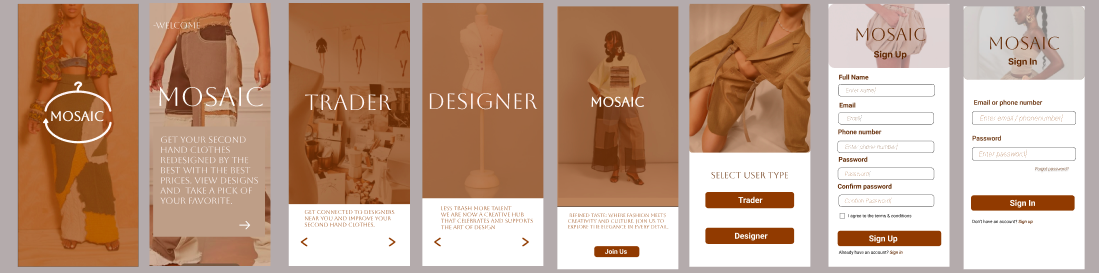 MOSAIC
-WELCOME
MOSAIC
GET YOUR SECOND
HAND CLOTHES
REDESIGNED BY THE
BEST WITH THE BEST
PRICES. VIEW DESIGNS
AND TAKE A PICK OF
YOUR FAVORITE.
TRADER
GET CONNECTED TO DESIGNERS
NEAR YOU AND IMPROVE YOUR
SECOND HAND CLOTHES.
DESIGNER
LESS TRASH MORE TALENT
WE ARE NOW A CREATIVE HUB
THAT CELEBRATES AND SUPPORTS
THE ART OF DESIGN
MOSAIC
REFINED TASTE. WHERE FASHION MEETS
CREATIVITY AND CULTURE. JOIN US TO
EXPLORE THE ELEGANCE IN EVERY DETAIL.
Join Us
SELECT USER TYPE
Trader
Designer
MOSAIC
Sign Up
Full Name
Enter name
Email
Email
Phone number
Enter phone number
Password
Password
Confirm password
Confirm Password
I agree to the terms & conditions
Sign Up
Already have an account? Sign in
MOSAIC
Sign In
Email or phone number
Enter email / phonenumber
Password
Enter password
Forgot password?
Sign In
Don't have an account? Sign up